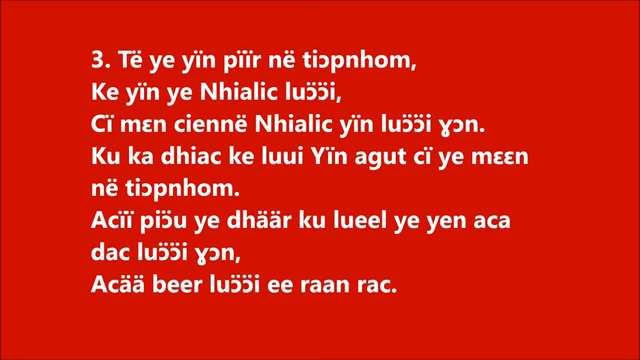 3. Të ye yïn pïïr në tiɔpnhom,
Ke yïn ye Nhialic luɔ̈ɔ̈i,
Cï mɛn ciennë Nhialic yïn luɔ̈ɔ̈i ɣɔn.
Ku ka dhiac ke luui Yïn agut cï ye mɛɛn
në tiɔpnhom.
Acïï piɔ̈u ye dhäär ku lueel ye yen aca
dac luɔ̈ɔ̈i ɣɔn,
Acää beer luɔ̈ɔ̈i ee raan rac.